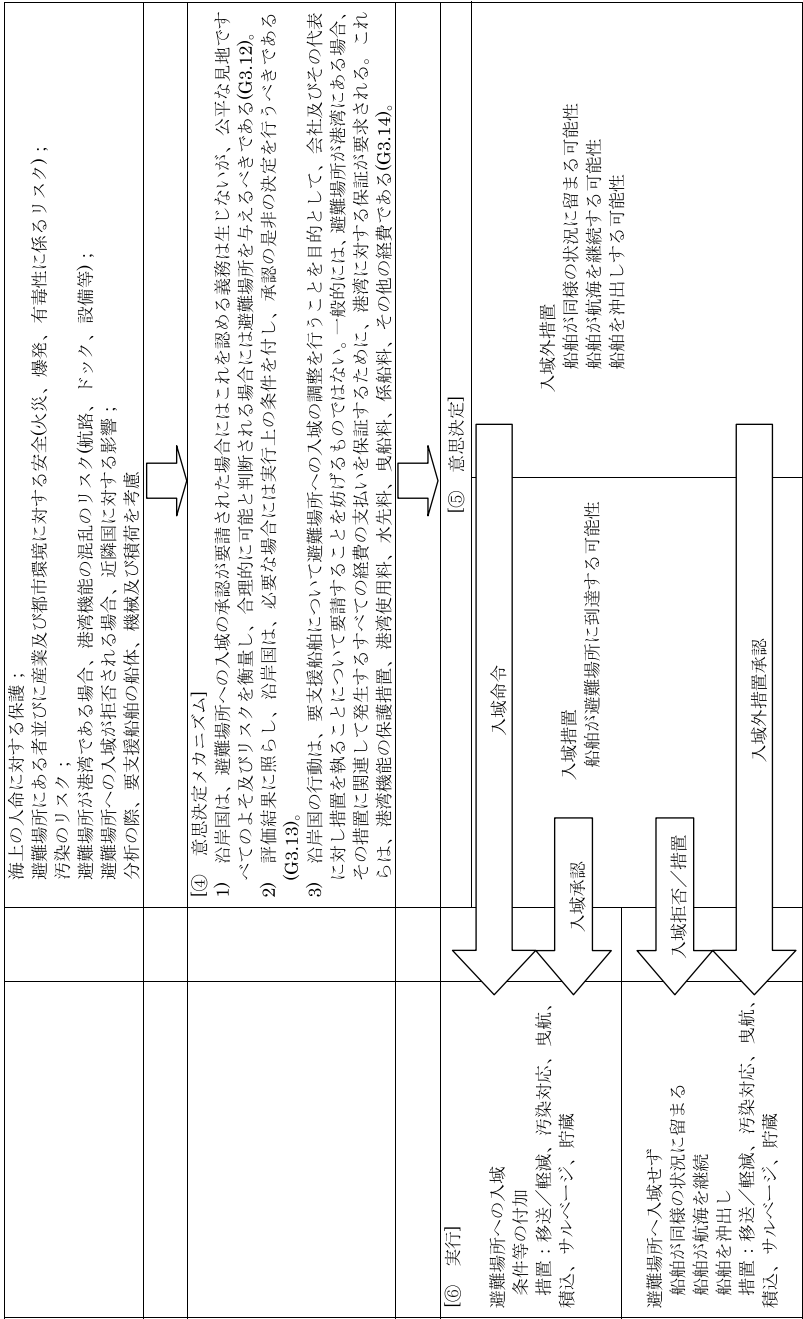 海上の人命に対する保護；
避難場所にある者並びに産業及び都市環境に対する安全(火災、爆発、有毒性に係るリスク)；
汚染のリスク；
避難場所が港湾である場合、港湾機能の混乱のリスク(航路、ドック、設備等)；
避難場所への入域が拒否される場合、近隣国に対する影響；
分析の際、要支援船舶の船体、機械及び積荷を考慮
[④ 意思決定メカニズム]
1) 沿岸国は、避難場所への入域の承認が要請された場合にはこれを認める義務は生じないが、公平な見地です
べてのよそ及びリスクを衡量し、合理的に可能と判断される場合には避難場所を与えるべきである(G3.12)。
2) 評価結果に照らし、沿岸国は、必要な場合には実行上の条件を付し、承認の是非の決定を行うべきである
(G3.13)。
3) 沿岸国の行動は、要支援船舶について避難場所への入域の調整を行うことを目的として、会社及びその代表
に対し措置を執ることについて要請することを妨げるものではない。一般的には、避難場所が港湾にある場合、
その措置に関連して発生するすべての経費の支払いを保証するために、港湾に対する保証が要求される。これ
らは、港湾機能の保護措置、港湾使用料、水先料、曳船料、係船料、その他の経費である(G3.14)。
[⑤ 意思決定]
入域外措置
船舶が同様の状況に留まる可能性
船舶が航海を継続する可能性
船舶を沖出しする可能性
入域措置
船舶が避難場所に到達する可能性
入域命令
入域承認
入域拒否／措置
入域外措置承認
[⑥ 実行]
避難場所への入域
条件等の付加
措置：移送／軽減、汚染対応、曳航、
積込、サルベージ、貯蔵
避難場所へ入域せず
船舶が同様の状況に留まる
船舶が航海を継続
船舶を沖出し
措置：移送／軽減、汚染対応、曳航、
積込、サルベージ、貯蔵